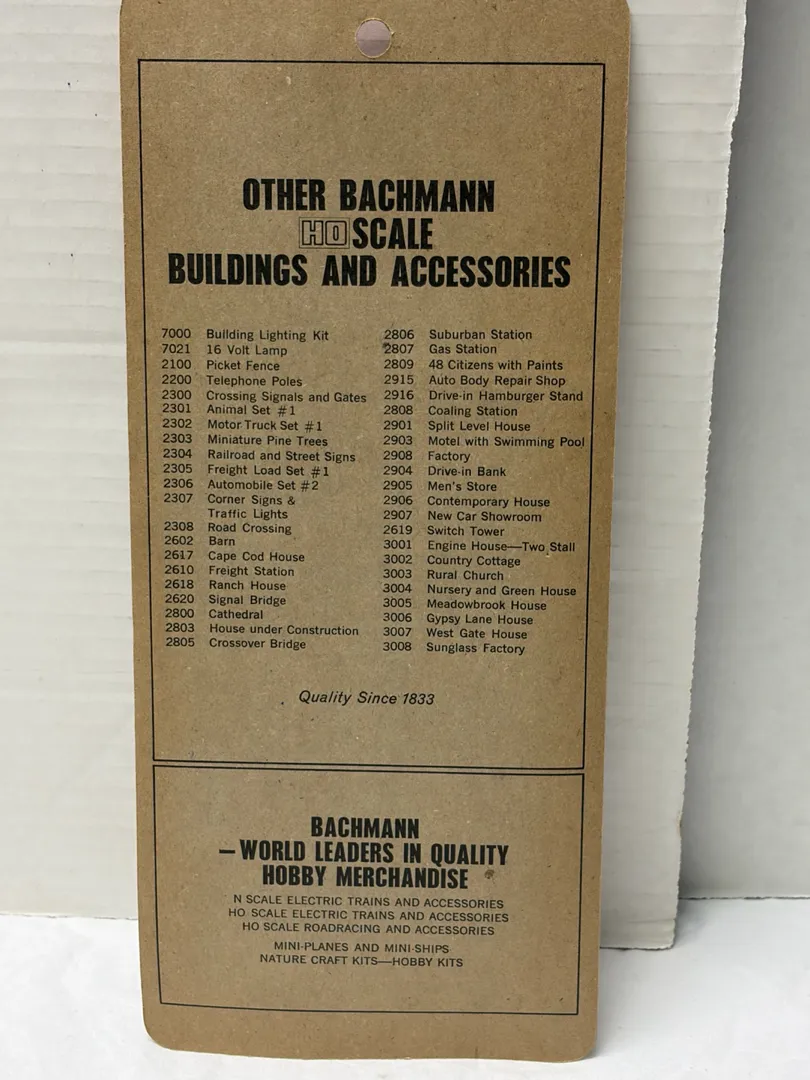 OTHER BACHMANN
HO SCALE
BUILDINGS AND ACCESSORIES
7000 Building Lighting Kit
7021 16 Volt Lamp
2100 Picket Fence
2200 Telephone Poles
2300 Crossing Signals and Gates
2301 Animal Set #1
2302 Motor Truck Set #1
2303 Miniature Pine Trees
2304 Railroad and Street Signs
2305 Freight Load Set #1
2306 Automobile Set #2
2307 Corner Signs &
Traffic Lights
2308 Road Crossing
2602 Barn
2617 Cape Cod House
2610 Freight Station
2618 Ranch House
2620 Signal Bridge
2800 Cathedral
2803 House under Construction
2805 Crossover Bridge
2806 Suburban Station
2807 Gas Station
2809 48 Citizens with Paints
2915 Auto Body Repair Shop
2916 Drive-in Hamburger Stand
2808 Coaling Station
2901 Split Level House
2903 Motel with Swimming Pool
2908 Factory
2904 Drive-in Bank
2905 Men's Store
2906 Contemporary House
2907 New Car Showroom
2619 Switch Tower
3001 Engine House—Two Stall
3002 Country Cottage
3003 Rural Church
3004 Nursery and Green House
3005 Meadowbrook House
3006 Gypsy Lane House
3007 West Gate House
3008 Sunglass Factory
Quality Since 1833
BACHMANN
—WORLD LEADERS IN QUALITY
HOBBY MERCHANDISE
N SCALE ELECTRIC TRAINS AND ACCESSORIES
HO SCALE ELECTRIC TRAINS AND ACCESSORIES
HO SCALE ROADRACING AND ACCESSORIES
MINI-PLANES AND MINI-SHIPS
NATURE CRAFT KITS—HOBBY KITS